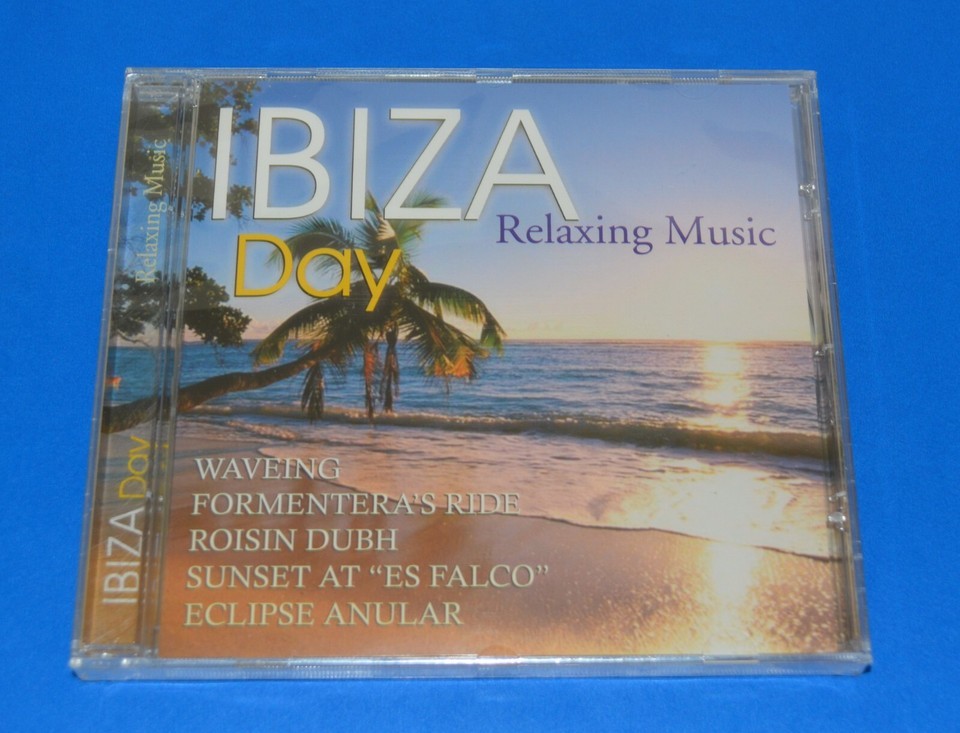 IBIZA
Day
Relaxing Music
WAVEING
FORMENTERA'S RIDE
ROISIN DUBH
SUNSET AT “ES FALCO”
ECLIPSE ANULAR
IBIZA Day Relaxing Music